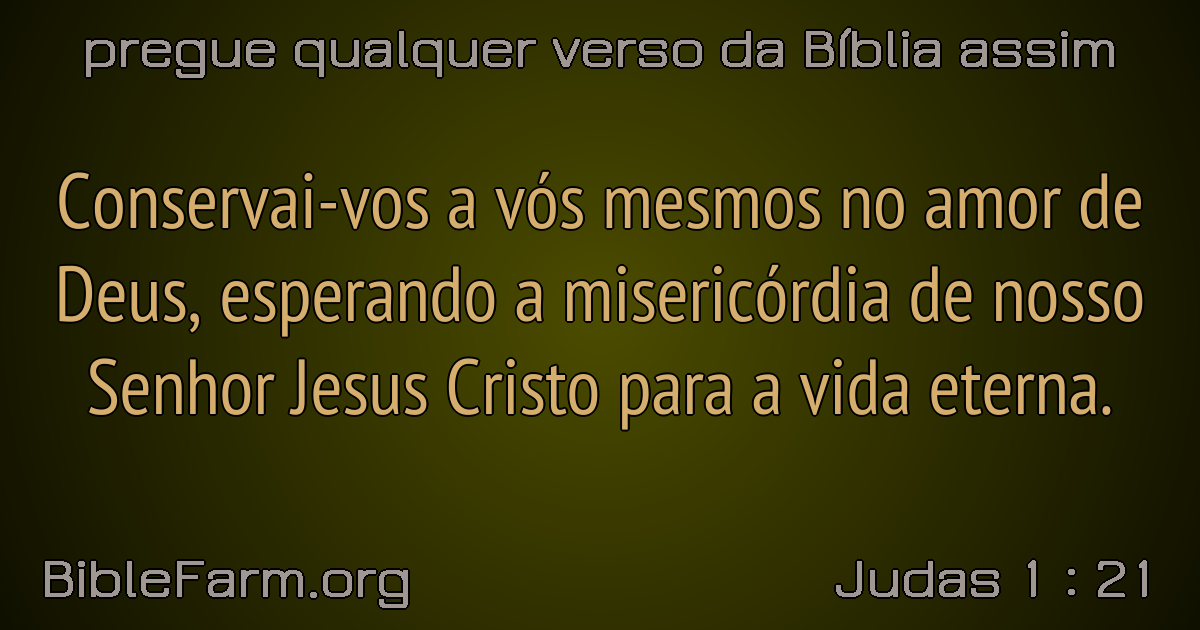 pregue qualquer verso da Bíblia assim
Conservai-vos a vós mesmos no amor de
Deus, esperando a misericórdia de nosso
Senhor Jesus Cristo para a vida eterna.
BibleFarm.org
Judas 1 : 21